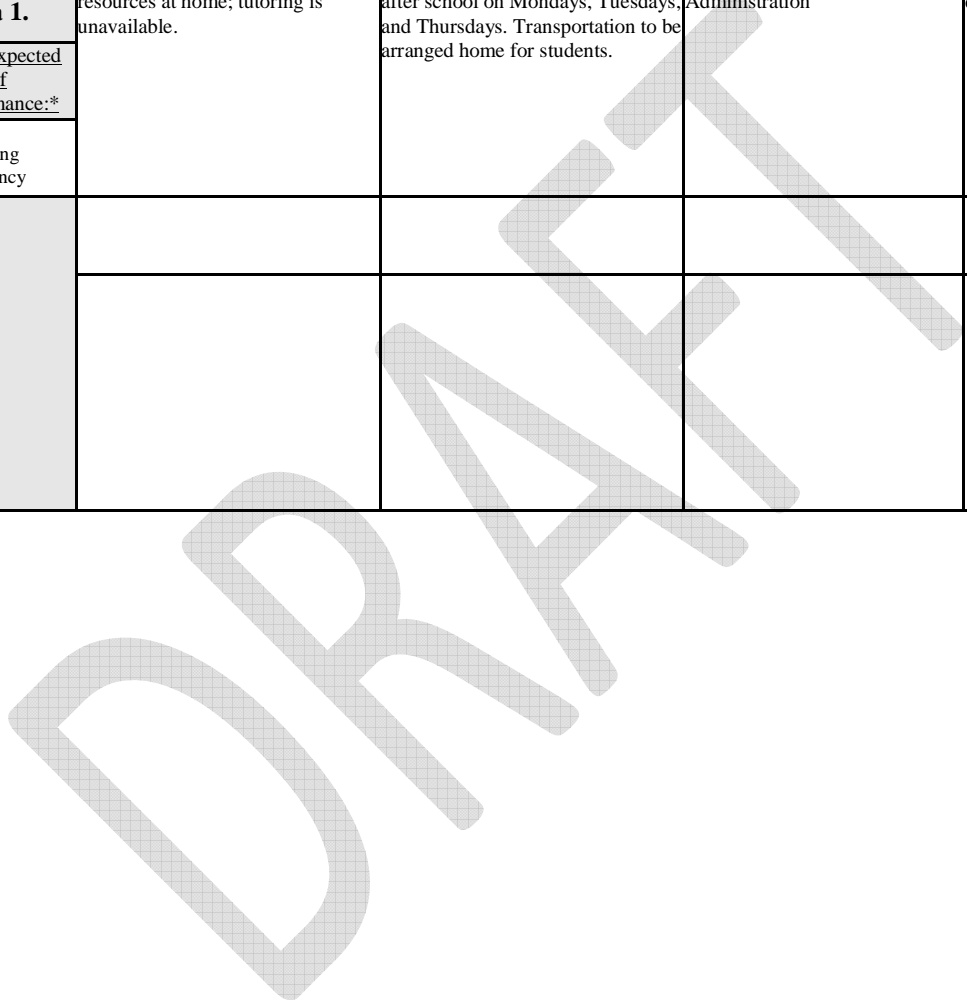 1.
xpected
f
nance:*
ng
ncy
resources at home; tutoring is
unavailable.
after school on Mondays, Tuesdays,
and Thursdays. Transportation to be
arranged home for students.
Administration
DRAFT